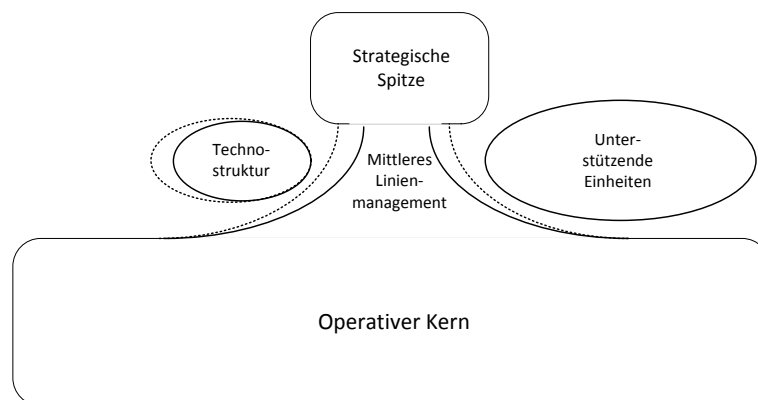 Strategische
Spitze
Techno-
struktur
Mittleres
Linien-
management
Unter-
stützende
Einheiten
Operativer Kern